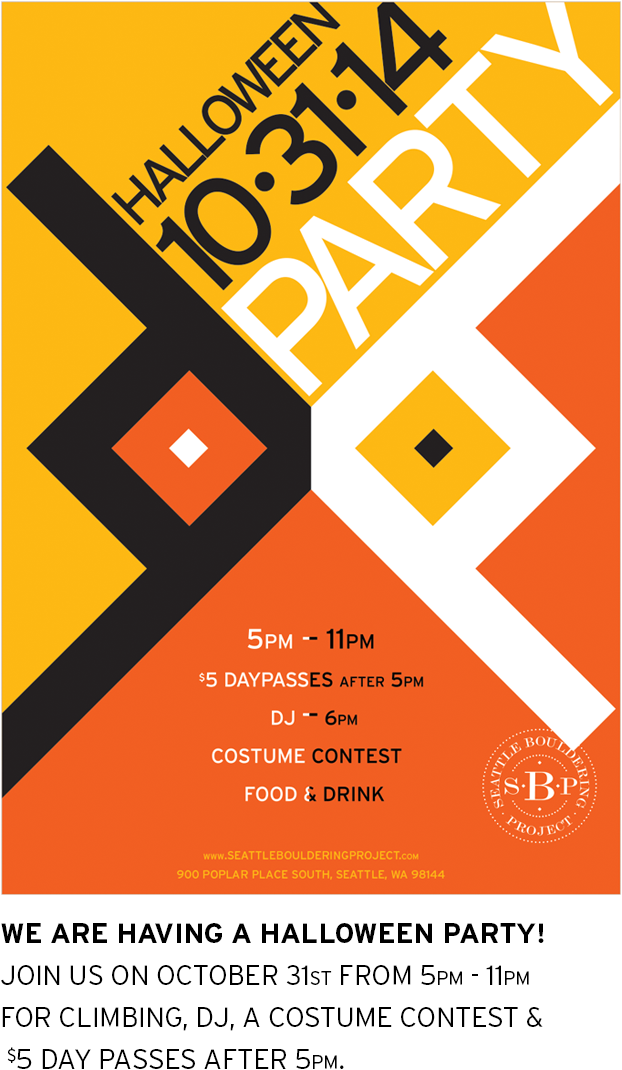 HALLOWEEN
10·31·14
PARTY
5PM -- 11PM
$5 DAYPASSES AFTER 5PM
DJ -- 6PM
COSTUME CONTEST
FOOD & DRINK
SEATTLE BOULDERING
S·B·P
PROJECT
WWW.SEATTLEBOULDERINGPROJECT.COM
900 POPLAR PLACE SOUTH, SEATTLE, WA 98144
WE ARE HAVING A HALLOWEEN PARTY!
JOIN US ON OCTOBER 31ST FROM 5PM - 11PM
FOR CLIMBING, DJ, A COSTUME CONTEST &
$5 DAY PASSES AFTER 5PM.